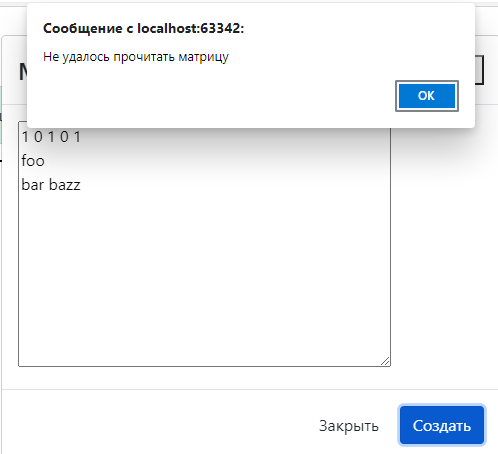 Сообщение с localhost:63342:
Не удалось прочитать матрицу
OK
1 0 1 0 1
foo
bar bazz
Закрыть
Создать